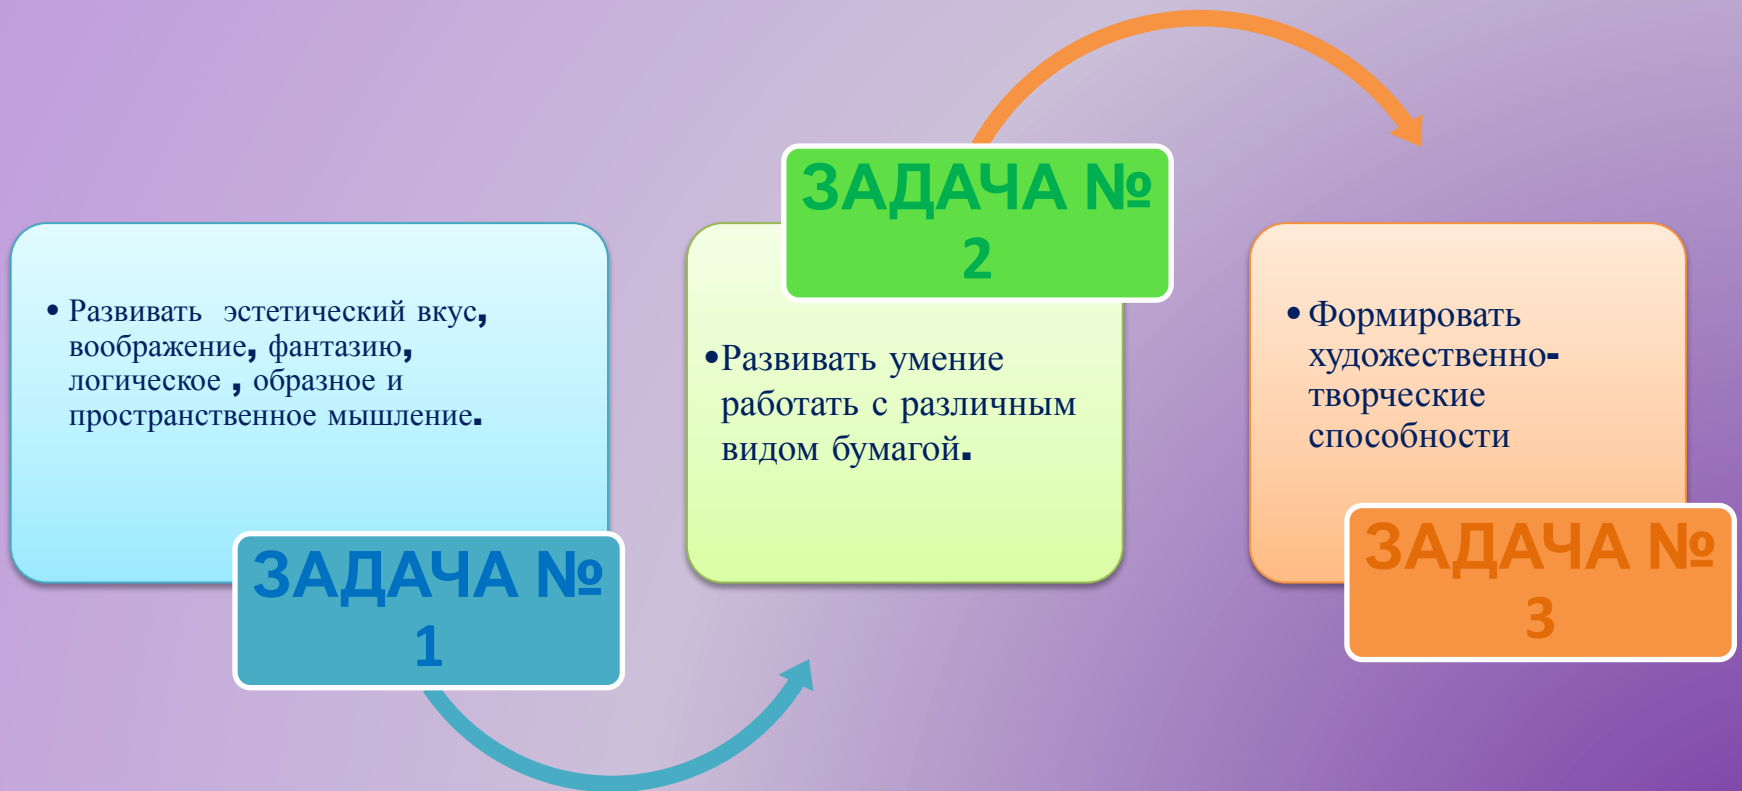 • Развивать эстетический вкус,
воображение, фантазию,
логическое , образное и
пространственное мышление.
ЗАДАЧА №
1
ЗАДАЧА №
2
•Развивать умение
работать с различным
видом бумагой.
• Формировать
художественно-
творческие
способности
ЗАДАЧА №
3